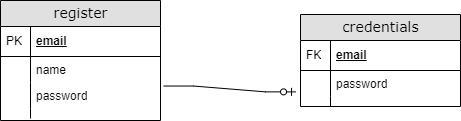 register
PK email
name
password
credentials
FK email
password